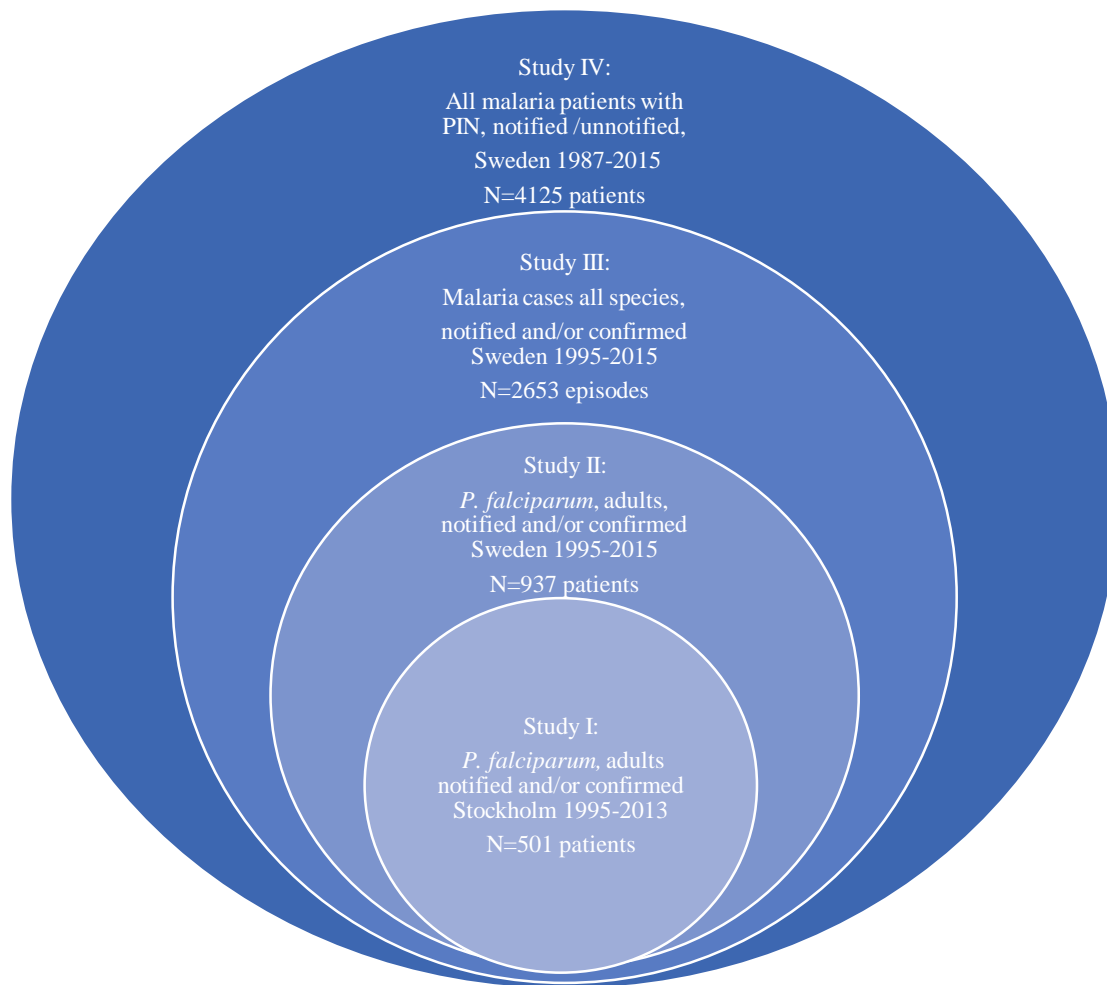 Study IV:
All malaria patients with
PIN, notified /unnotified,
Sweden 1987-2015
N=4125 patients
Study III:
Malaria cases all species,
notified and/or confirmed
Sweden 1995-2015
N=2653 episodes
Study II:
P. falciparum, adults,
notified and/or confirmed
Sweden 1995-2015
N=937 patients
Study I:
P. falciparum, adults
notified and/or confirmed
Stockholm 1995-2013
N=501 patients